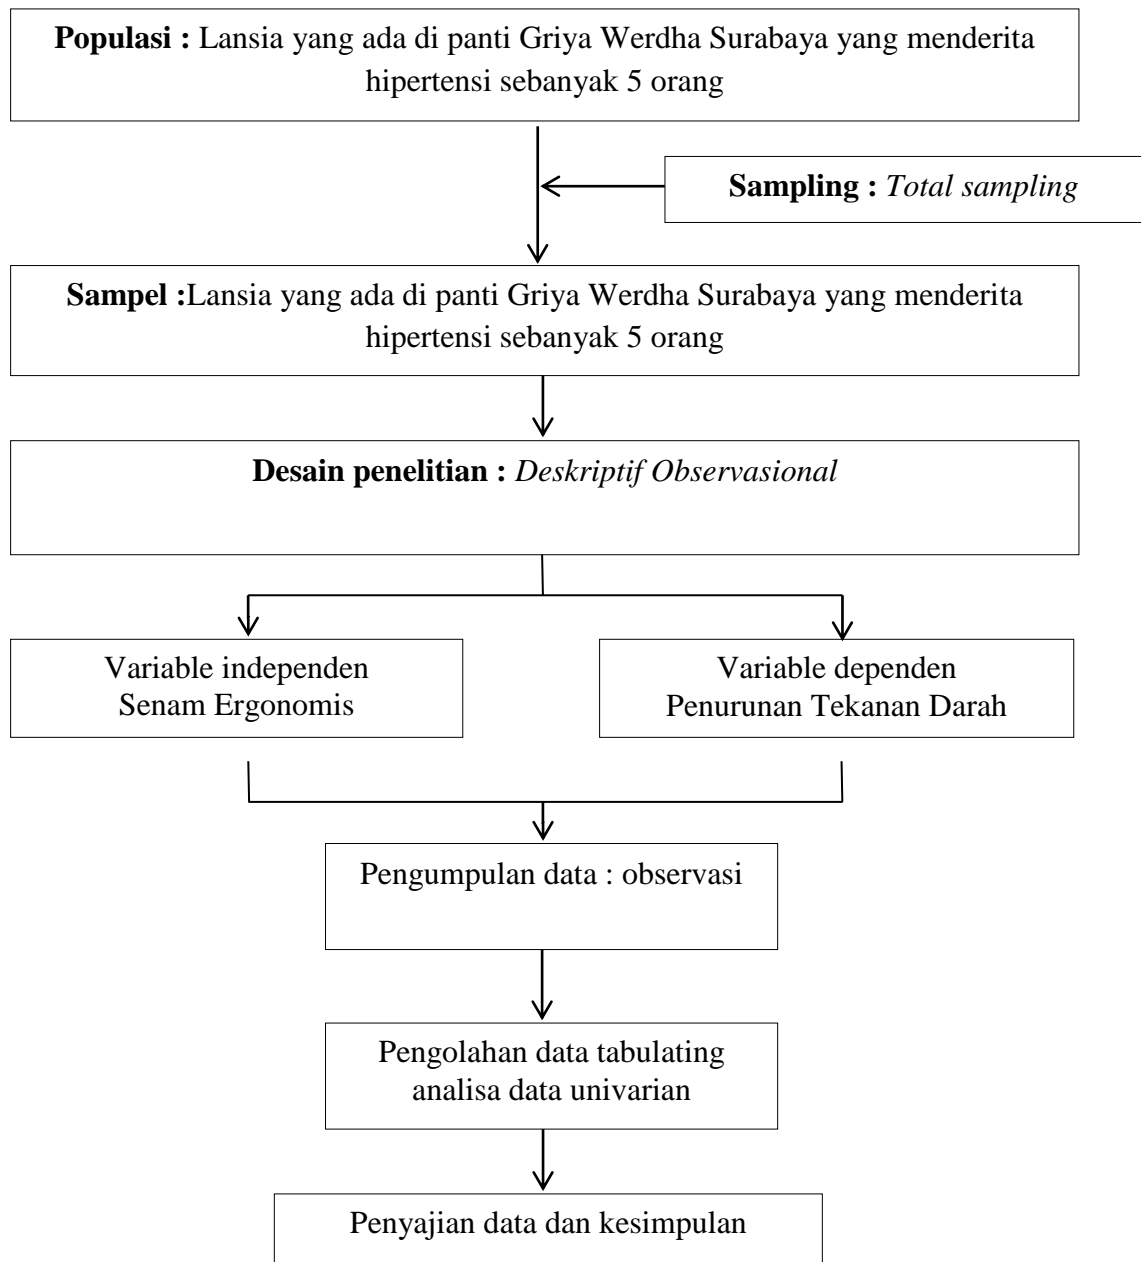 Populasi : Lansia yang ada di panti Griya Werdha Surabaya yang menderita
hipertensi sebanyak 5 orang
Sampling : Total sampling
Sampel :Lansia yang ada di panti Griya Werdha Surabaya yang menderita
hipertensi sebanyak 5 orang
Desain penelitian : Deskriptif Observasional
Variable independen
Senam Ergonomis
Variable dependen
Penurunan Tekanan Darah
Pengumpulan data : observasi
Pengolahan data tabulating
analisa data univarian
Penyajian data dan kesimpulan